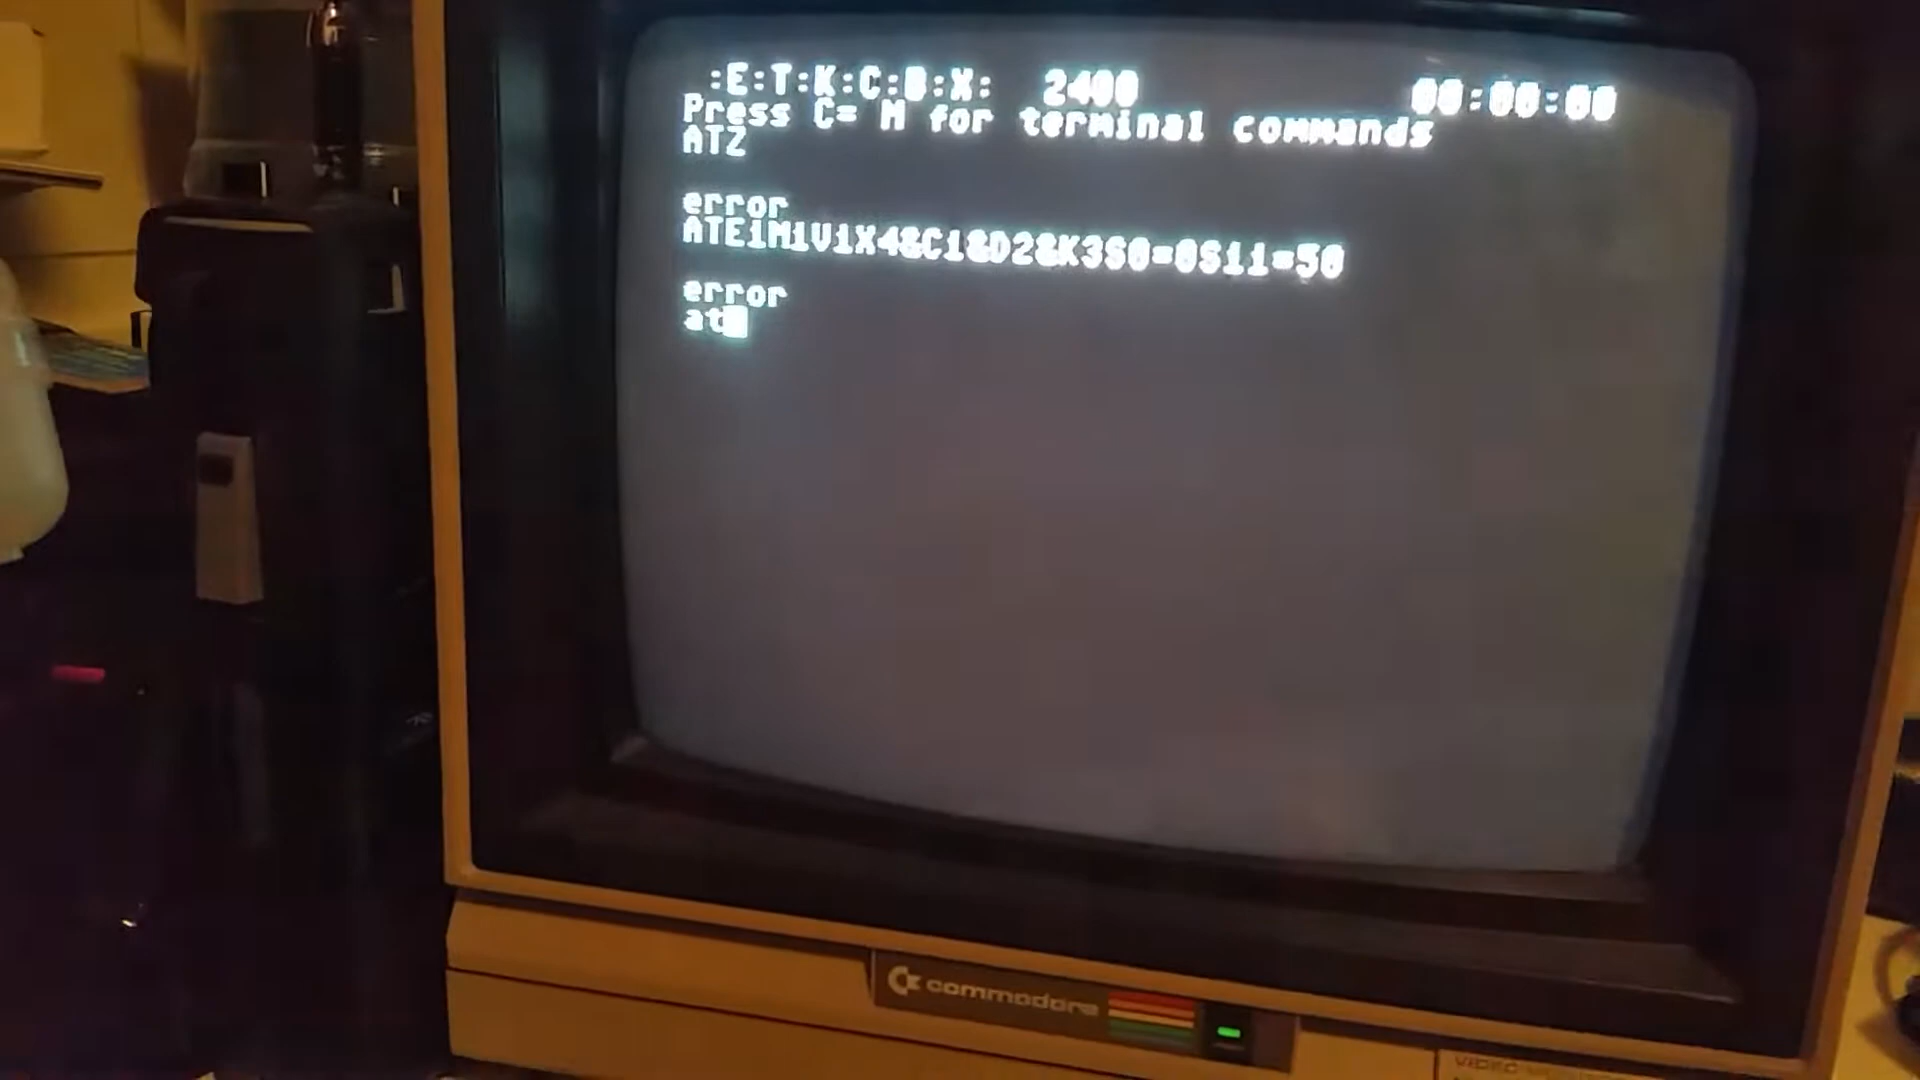 :E:T:K:C:B:X: 2400 00:00:00
Press C= M for terminal commands
ATZ
error
ATE1M1V1X4&C1&D2&K3S0=0S11=50
error
at
commodore
VIDEO